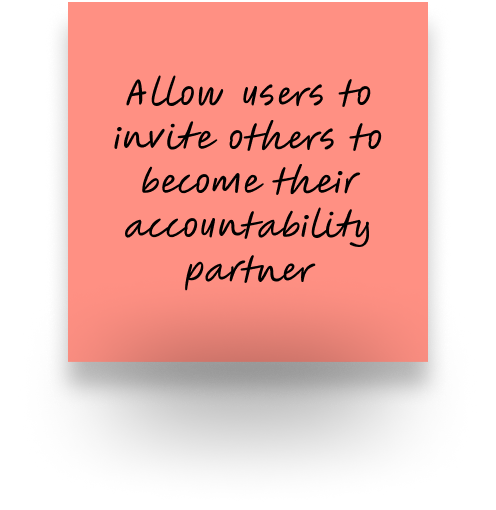 Allow users to
invite others to
become their
accountability
partner